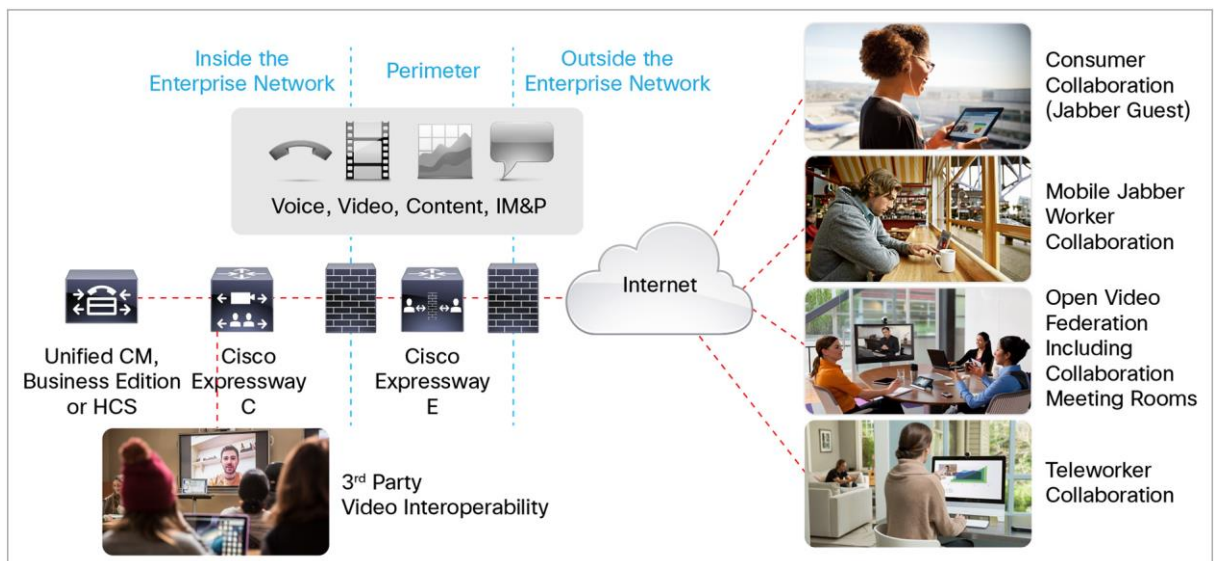 Inside the
Enterprise Network
Perimeter
Outside the
Enterprise Network
Voice, Video, Content, IM&P
Unified CM,
Business Edition
or HCS
Cisco
Expressway
C
Cisco
Expressway
E
Internet
3rd Party
Video Interoperability
Consumer
Collaboration
(Jabber Guest)
Mobile Jabber
Worker
Collaboration
Open Video
Federation
Including
Collaboration
Meeting Rooms
Teleworker
Collaboration